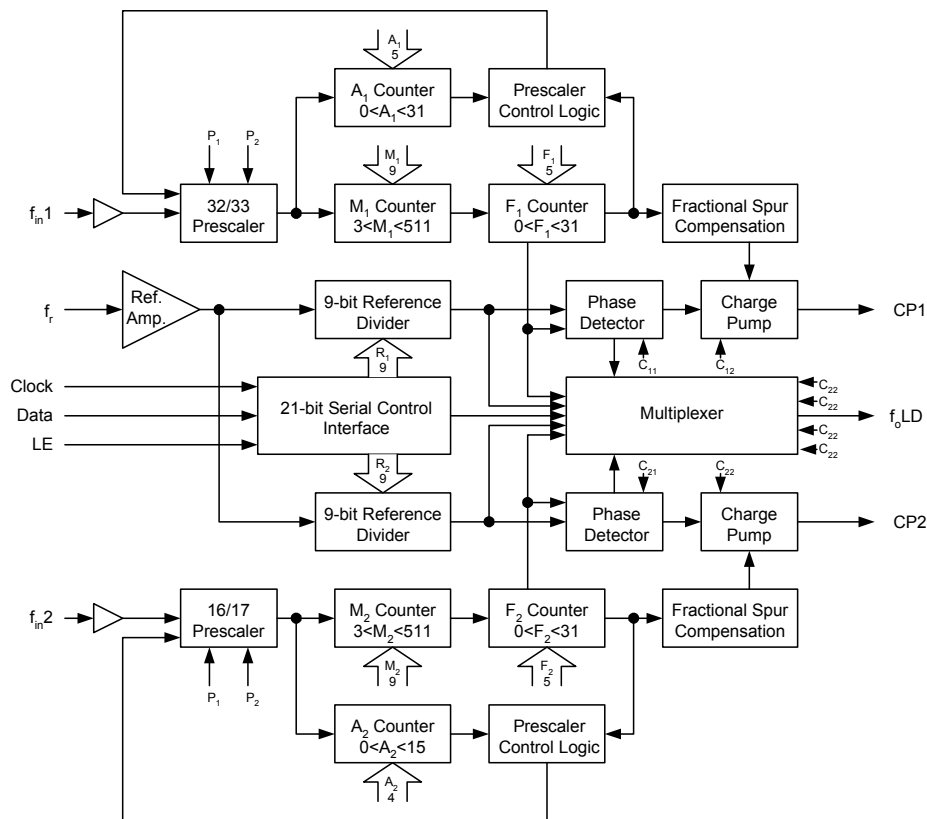 A₁
5
A₁ Counter
0<A₁<31
Prescaler
Control Logic
P₁ P₂
M₁
9
F₁
5
f_in1
32/33
Prescaler
M₁ Counter
3<M₁<511
F₁ Counter
0<F₁<31
Fractional Spur
Compensation
f_r
Ref.
Amp.
9-bit Reference
Divider
Phase
Detector
Charge
Pump
CP1
R₁
9
C₁₁
C₁₂
Clock
Data
LE
21-bit Serial Control
Interface
Multiplexer
C₂₂
C₂₂
f_oLD
C₂₂
C₂₂
R₂
9
C₂₁
C₂₂
9-bit Reference
Divider
Phase
Detector
Charge
Pump
CP2
f_in2
16/17
Prescaler
M₂ Counter
3<M₂<511
F₂ Counter
0<F₂<31
Fractional Spur
Compensation
P₁ P₂
M₂
9
F₂
5
A₂ Counter
0<A₂<15
Prescaler
Control Logic
A₂
4